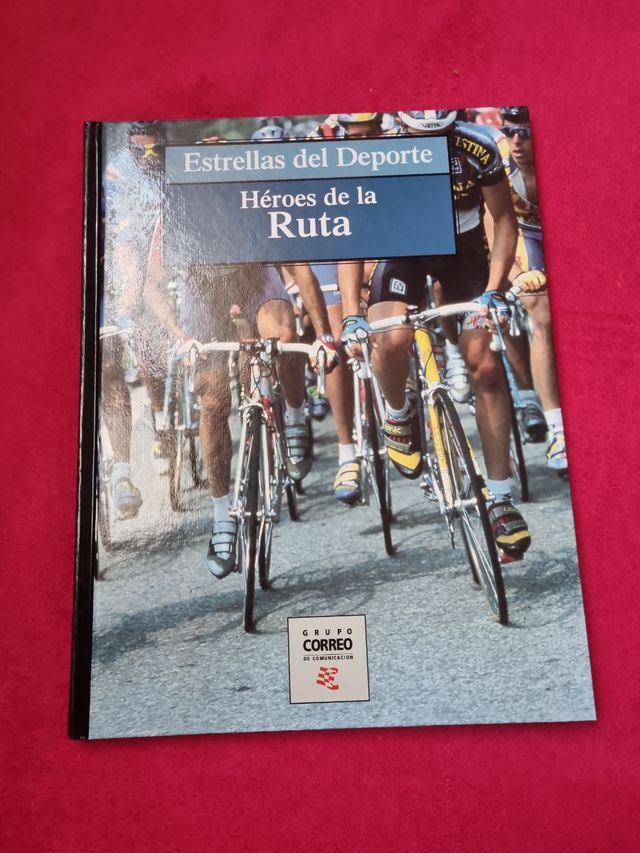 Estrellas del Deporte
Héroes de la
Ruta
GRUPO
CORREO
DE COMUNICACIÓN